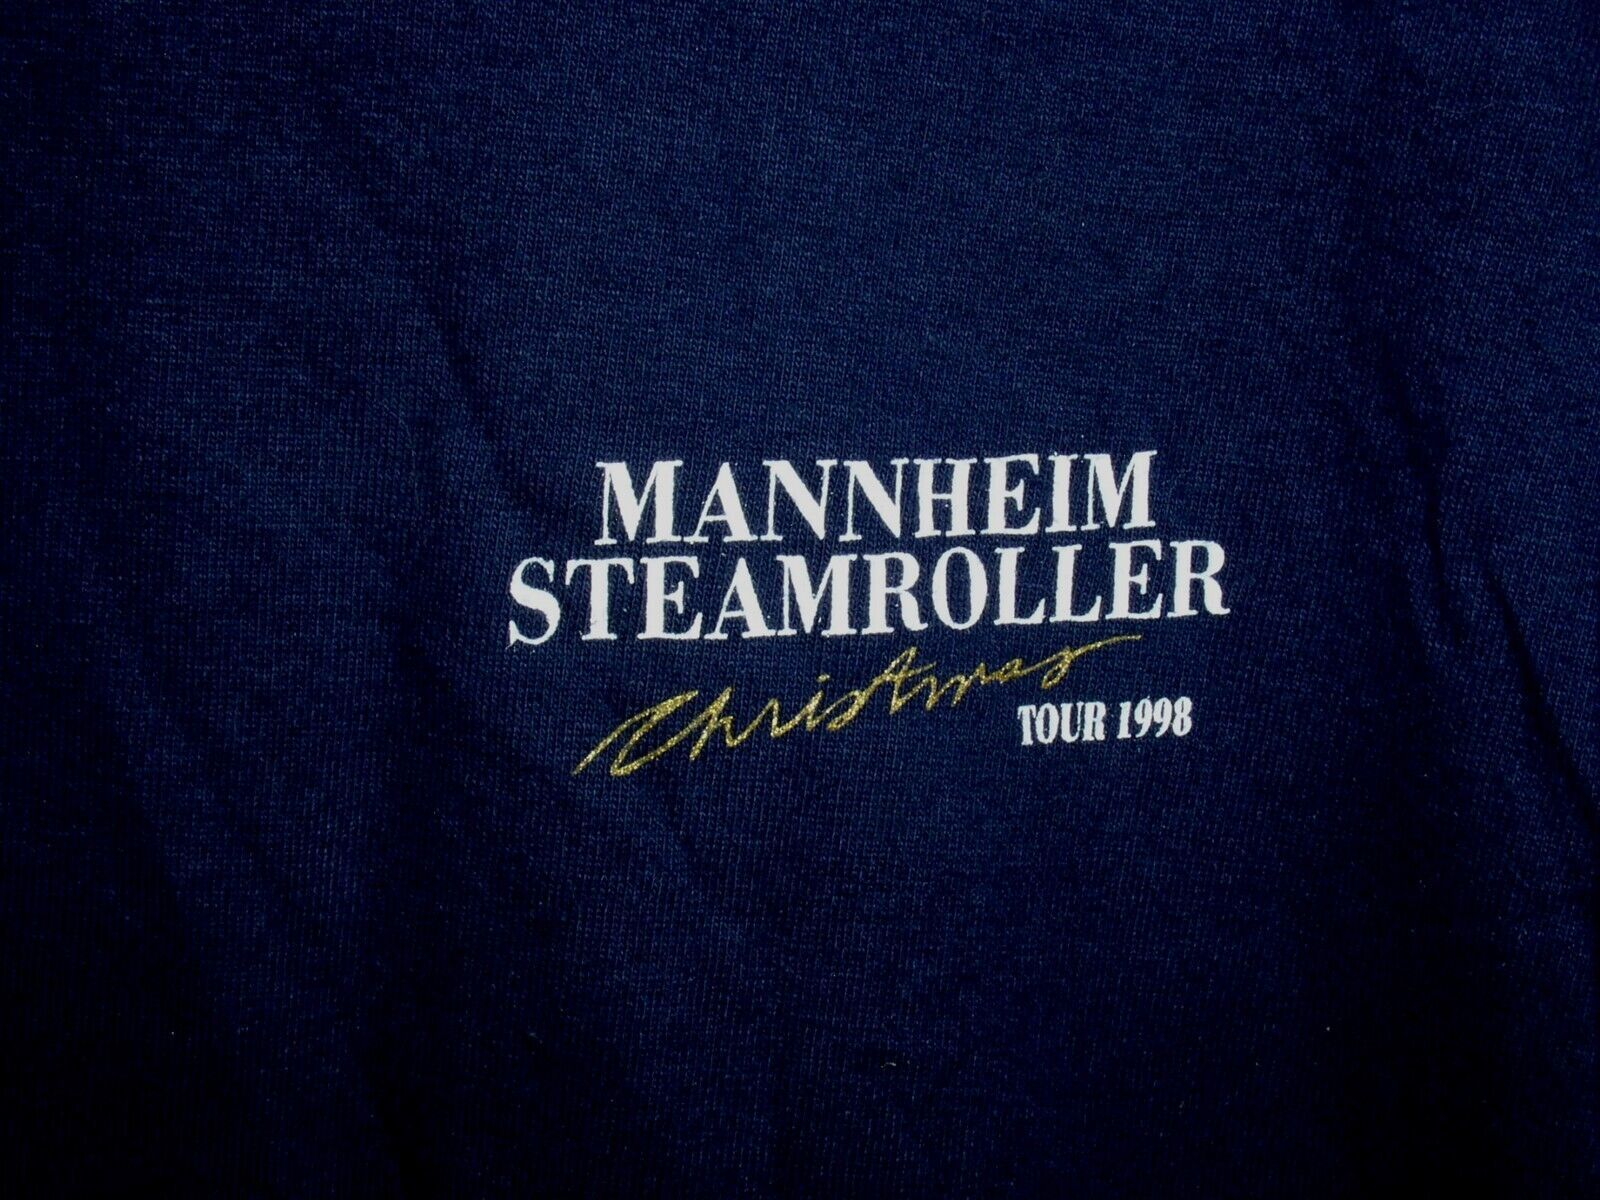 MANNHEIM
STEAMROLLER
Christmas
TOUR 1998